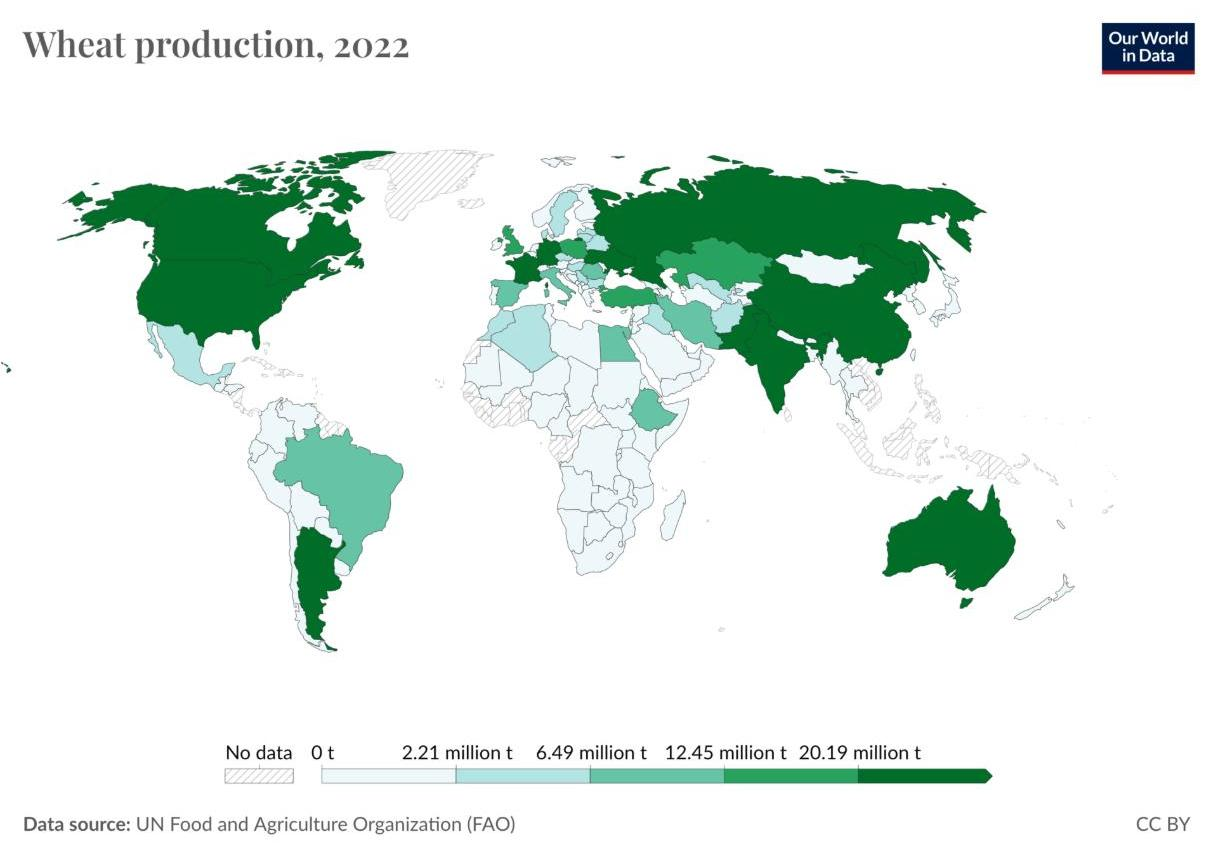 Wheat production, 2022
Our World
in Data
No data
0 t
2.21 million t
6.49 million t
12.45 million t
20.19 million t
Data source: UN Food and Agriculture Organization (FAO)
CC BY